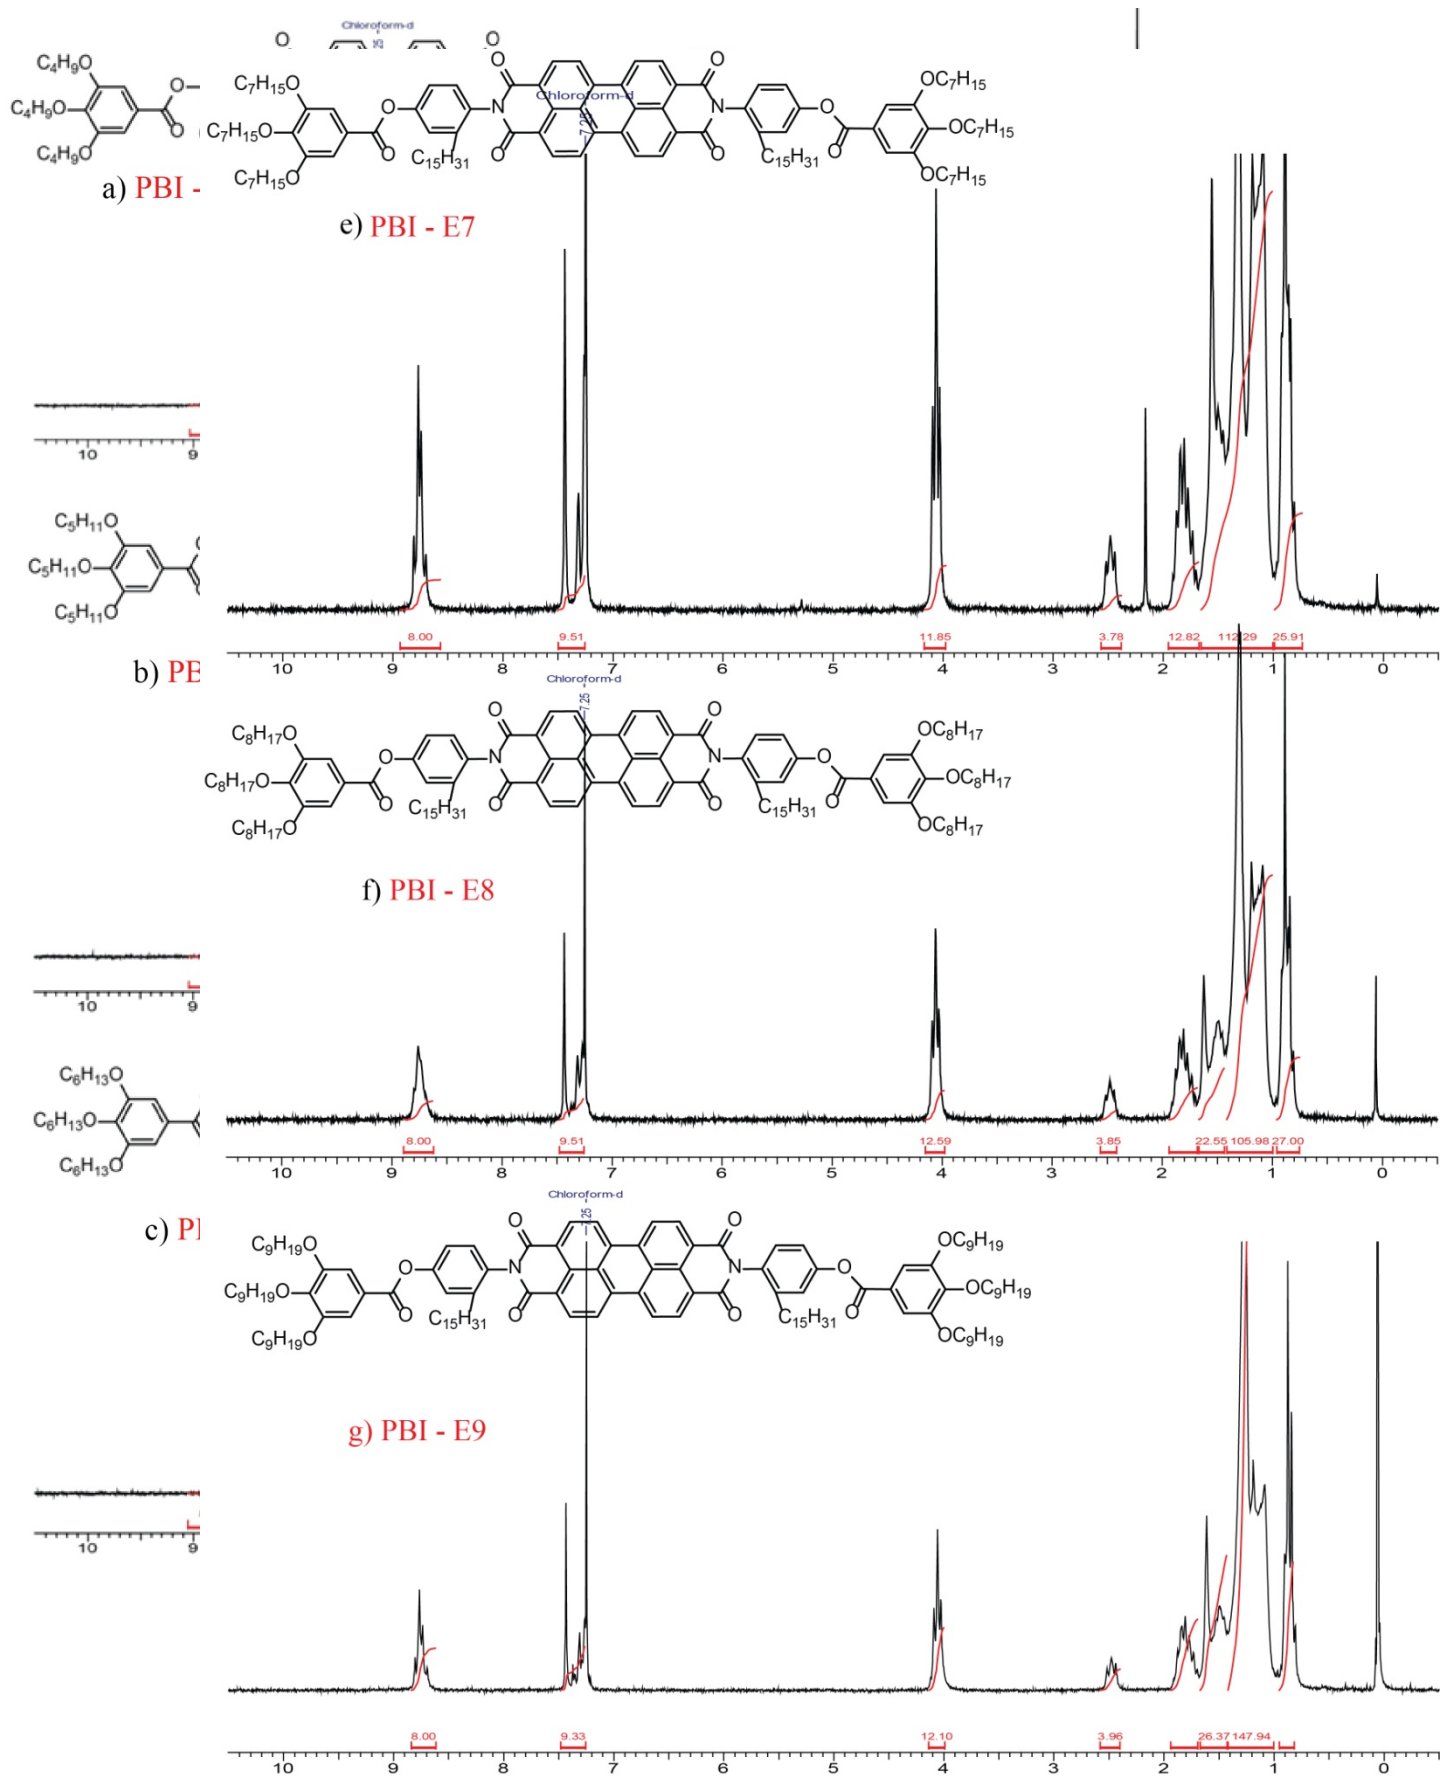 Chloroform-d
O O
C4H9O
C4H9O
C4H9O
O
O
a) PBI -
C7H15O
C7H15O
C7H15O
O
O
C15H31
O
N
O
Chloroform-d
7.25
O
N
O
C15H31
O
O
OC7H15
OC7H15
OC7H15
e) PBI - E7
10 9
8.00 9.51 11.85 3.78 12.82 112.29 25.91
10 9 8 7 6 5 4 3 2 1 0
C5H11O
C5H11O
C5H11O
b) PB
Chloroform-d
7.25
C8H17O
C8H17O
C8H17O
O
O
C15H31
O
N
O
O
N
O
C15H31
O
O
OC8H17
OC8H17
OC8H17
f) PBI - E8
10 9
8.00 9.51 12.59 3.85 22.55 105.98 27.00
10 9 8 7 6 5 4 3 2 1 0
C6H13O
C6H13O
C6H13O
c) PI
Chloroform-d
7.25
C9H19O
C9H19O
C9H19O
O
O
C15H31
O
N
O
O
N
O
C15H31
O
O
OC9H19
OC9H19
OC9H19
g) PBI - E9
10 9
8.00 9.33 12.10 3.96 26.37 147.94
10 9 8 7 6 5 4 3 2 1 0